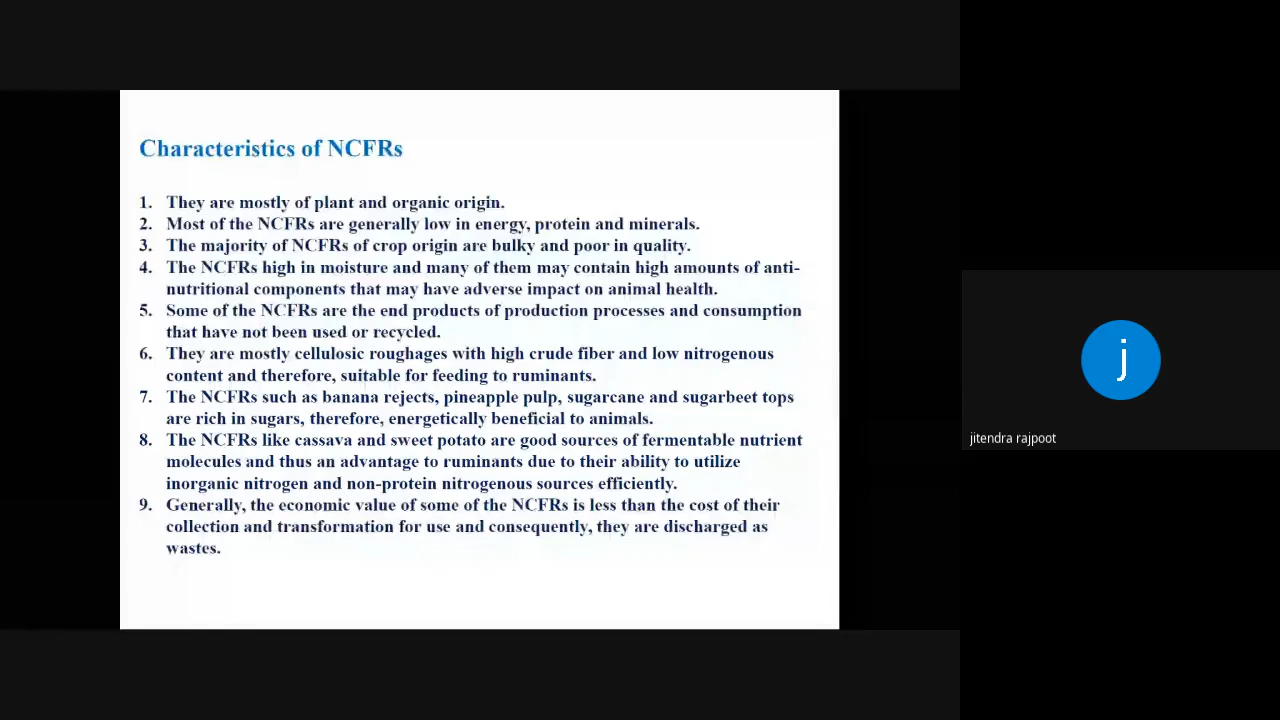 Characteristics of NCFRs
1. They are mostly of plant and organic origin.
2. Most of the NCFRs are generally low in energy, protein and minerals.
3. The majority of NCFRs of crop origin are bulky and poor in quality.
4. The NCFRs high in moisture and many of them may contain high amounts of anti-
nutritional components that may have adverse impact on animal health.
5. Some of the NCFRs are the end products of production processes and consumption
that have not been used or recycled.
6. They are mostly cellulosic roughages with high crude fiber and low nitrogenous
content and therefore, suitable for feeding to ruminants.
7. The NCFRs such as banana rejects, pineapple pulp, sugarcane and sugarbeet tops
are rich in sugars, therefore, energetically beneficial to animals.
8. The NCFRs like cassava and sweet potato are good sources of fermentable nutrient
molecules and thus an advantage to ruminants due to their ability to utilize
inorganic nitrogen and non-protein nitrogenous sources efficiently.
9. Generally, the economic value of some of the NCFRs is less than the cost of their
collection and transformation for use and consequently, they are discharged as
wastes.
j
jitendra rajpoot